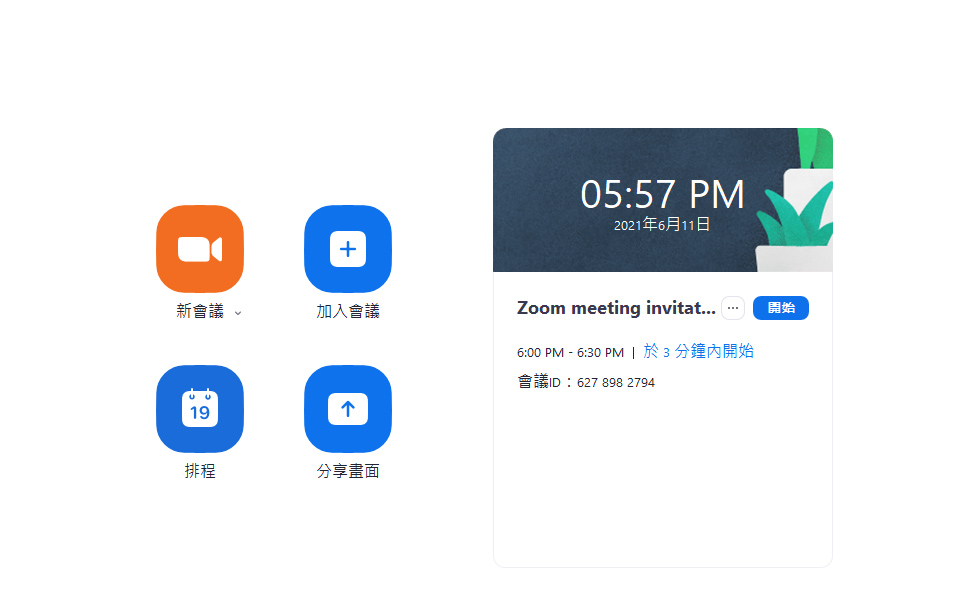 新會議
加入會議
19
排程
分享畫面
05:57 PM
2021年6月11日
Zoom meeting invitat... ... 開始
6:00 PM - 6:30 PM | 於 3 分鐘內開始
會議ID：627 898 2794